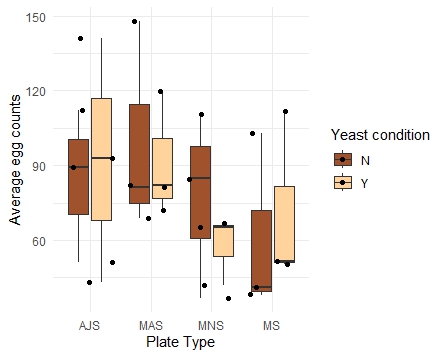 150
120
90
60
Average egg counts
AJS
MAS
MNS
MS
Plate Type
Yeast condition
N
Y